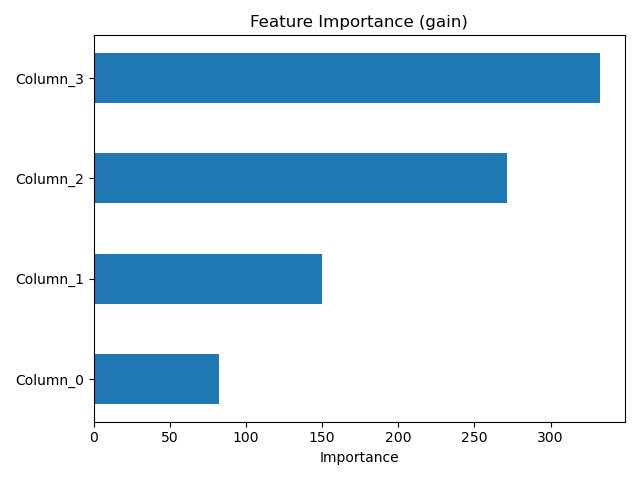 Feature Importance (gain)
Column_3
Column_2
Column_1
Column_0
0 50 100 150 200 250 300
Importance